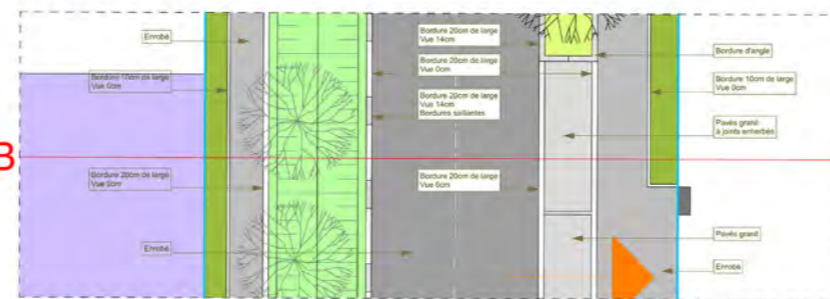 Enrobé
Bordure 10cm de large
Vue 0cm
B
Bordure 20cm de large
Vue 0cm
Enrobé
Bordure 20cm de large
Vue 14cm
Bordure 20cm de large
Vue 0cm
Bordure 20cm de large
Vue 14cm
Bordures saillantes
Bordure 20cm de large
Vue 6cm
Bordure d'angle
Bordure 10cm de large
Vue 0cm
Pavés granit
à joints enherbés
Pavés granit
Enrobé